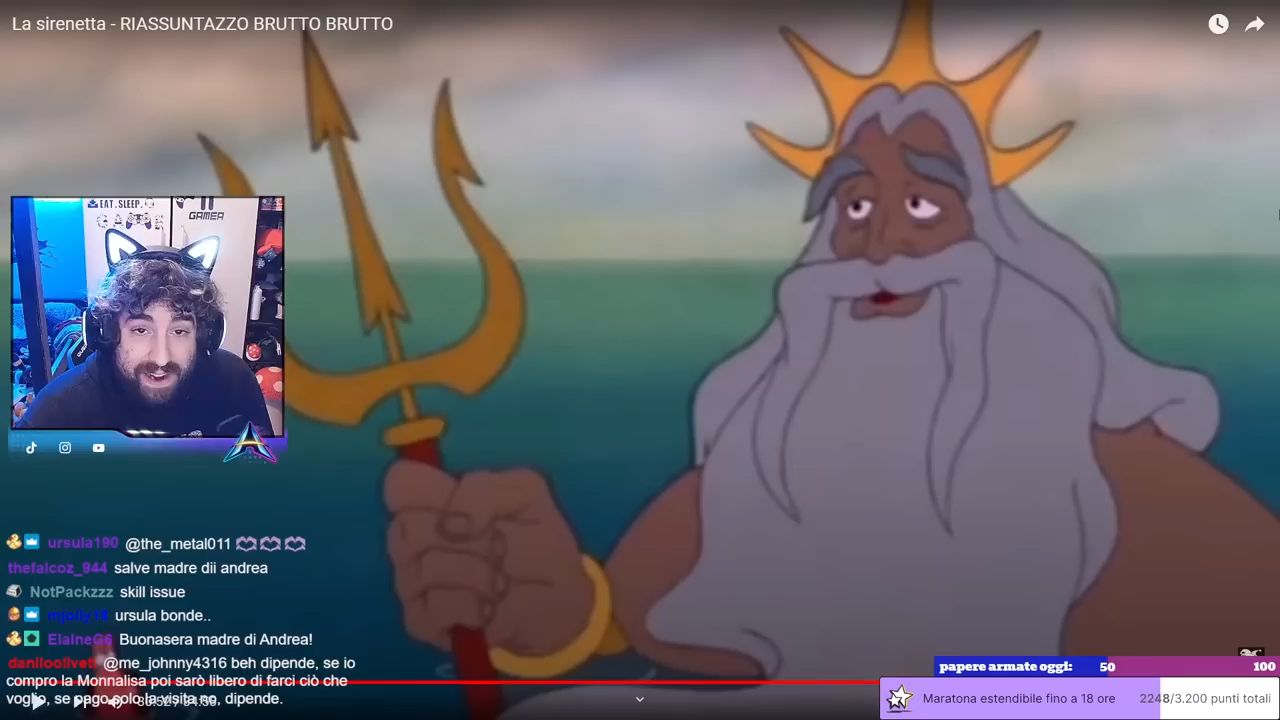 La sirenetta - RIASSUNTAZZO BRUTTO BRUTTO
EAT.SLEEP.
GAME
GAMER
ursula190 @the_metal011
thefalcoz_944 salve madre dii andrea
NotPackzzz skill issue
mjolly18 ursula bonde..
ElaineG6 Buonasera madre di Andrea!
danilooliveti @me_johnny4316 beh dipende, se io
compro la Monnalisa poi sarò libero di farci ciò che
voglio, se pago solo la visita no, dipende.
papere armate oggi: 50 100
Maratona estendibile fino a 18 ore 2248/3.200 punti totali